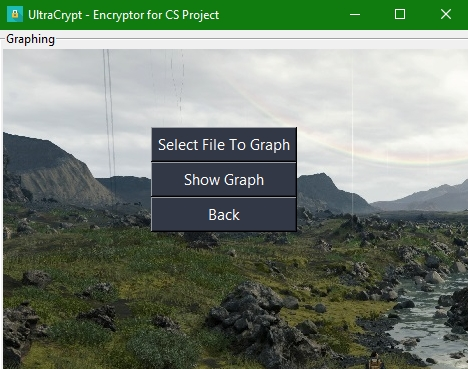 UltraCrypt - Encryptor for CS Project
Graphing
Select File To Graph
Show Graph
Back